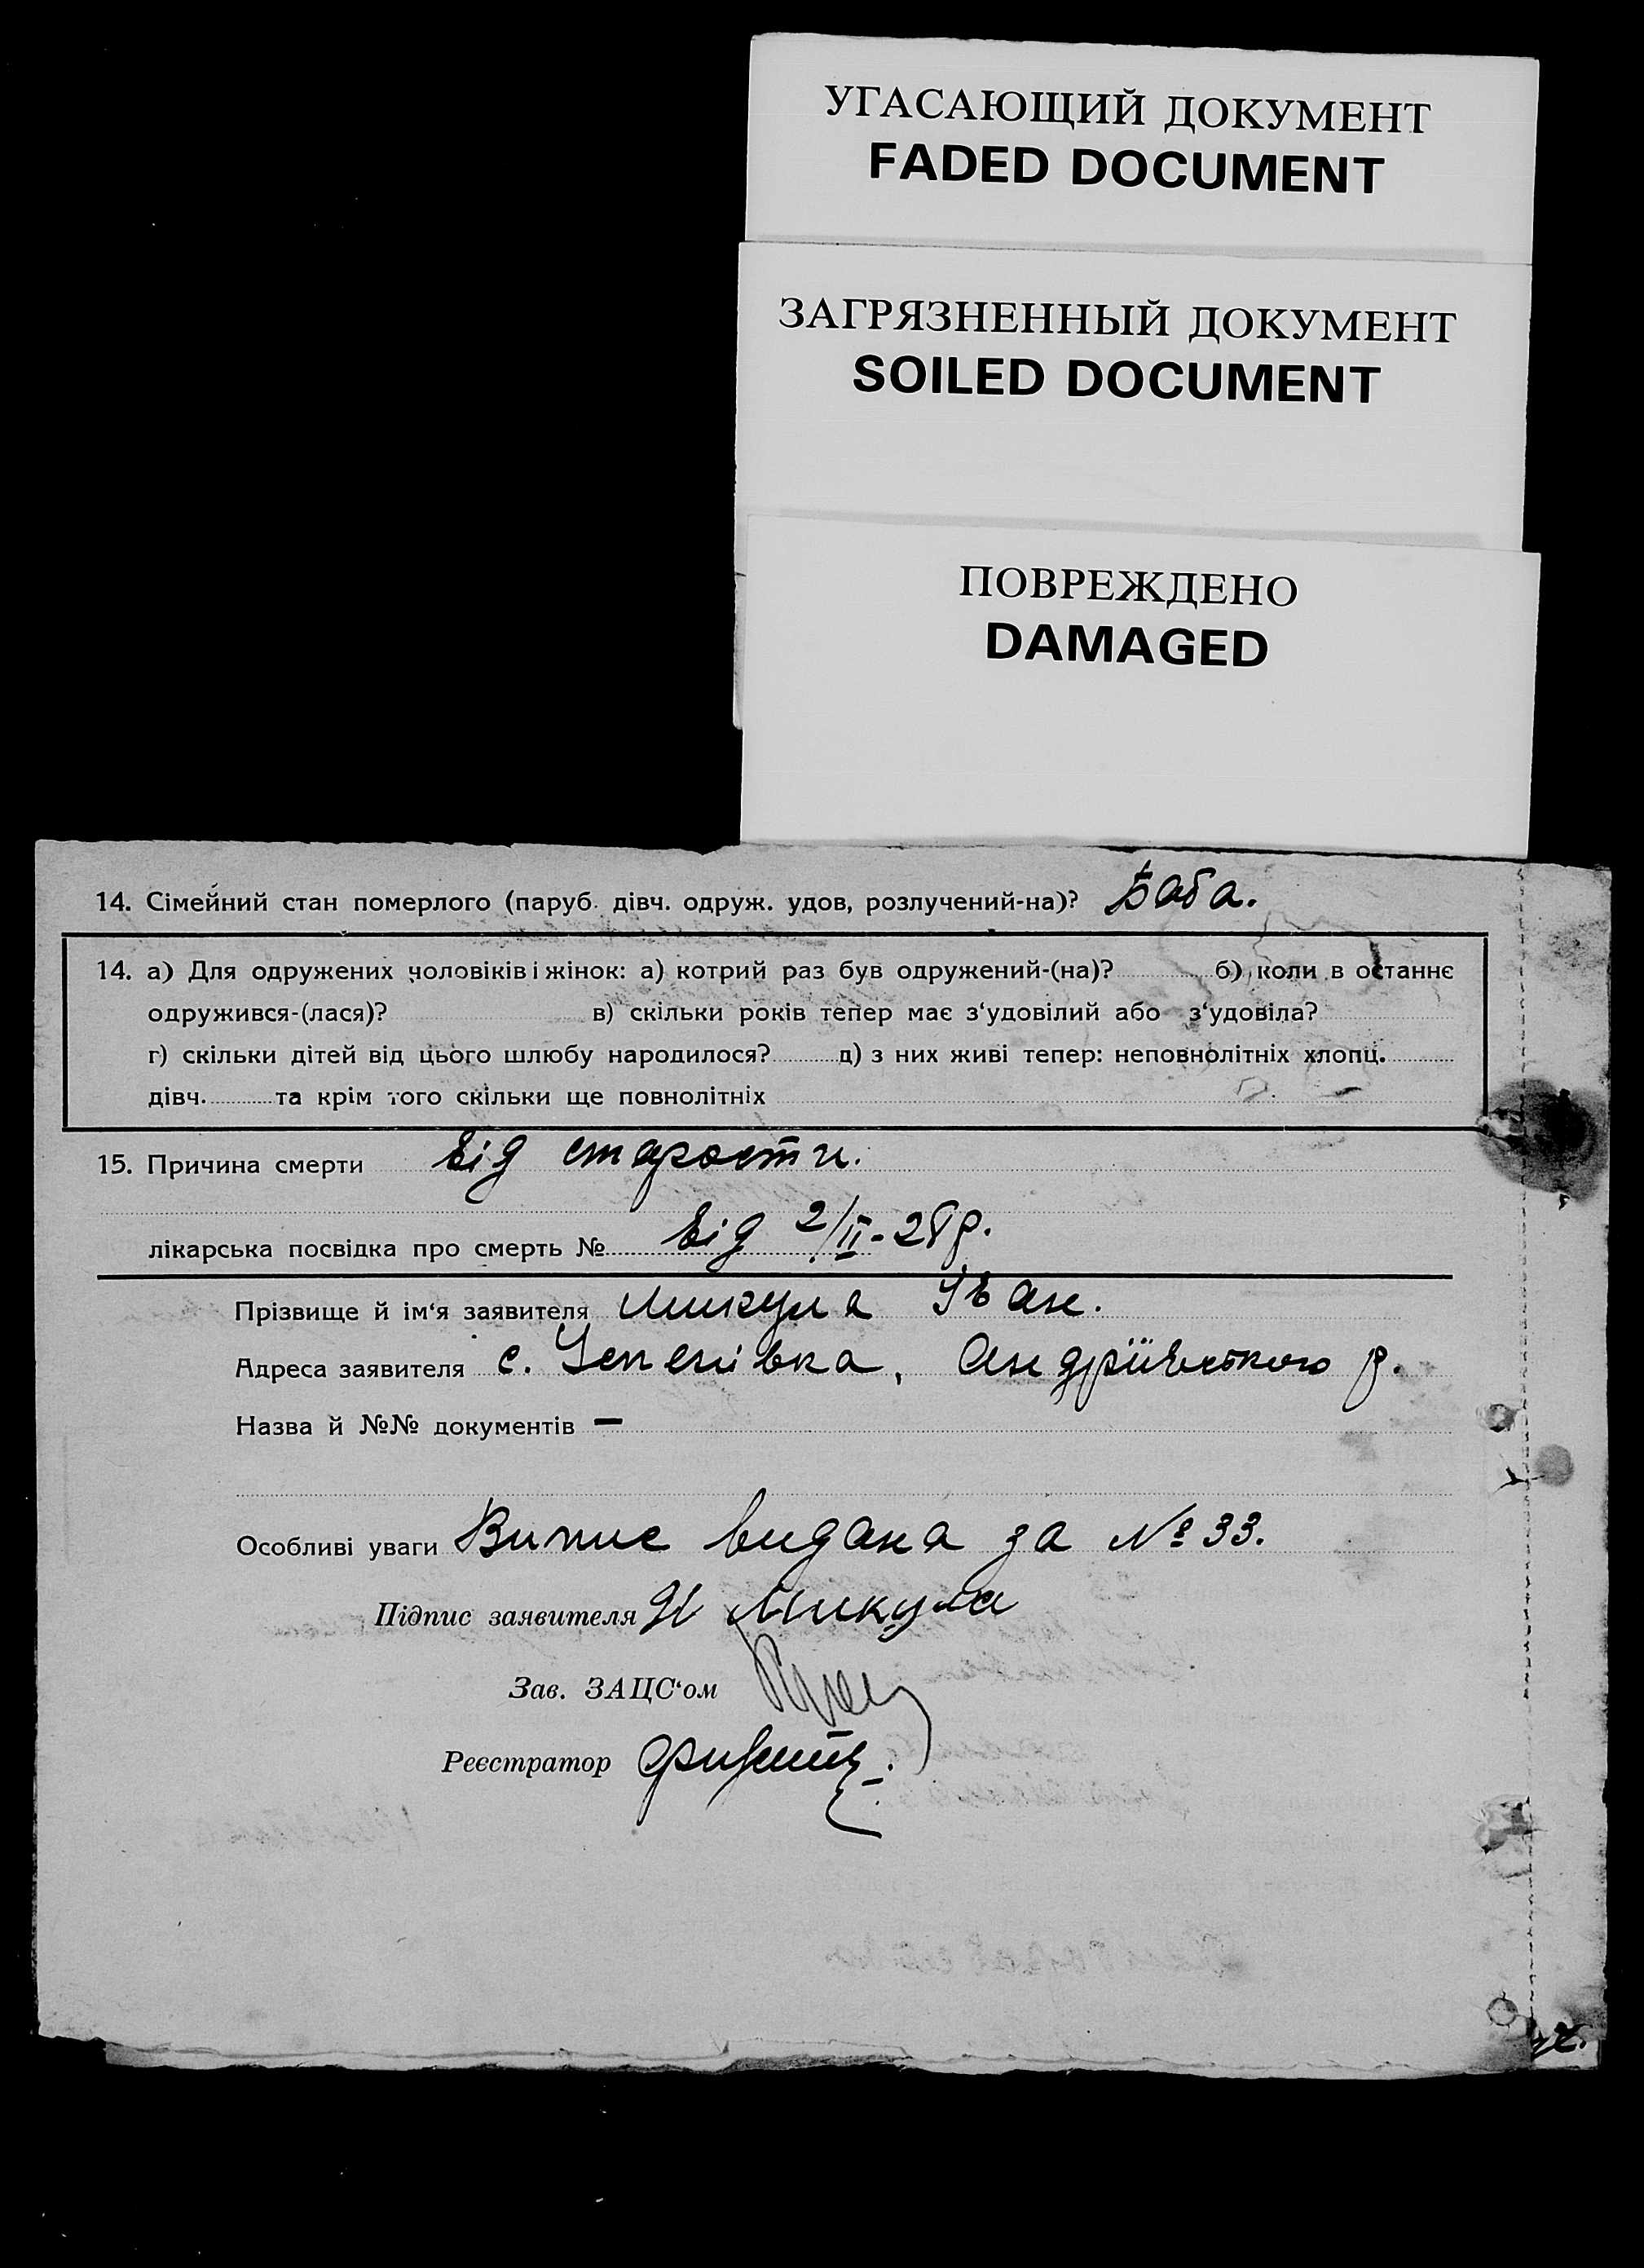 УГАСАЮЩИЙ ДОКУМЕНТ
FADED DOCUMENT
ЗАГРЯЗНЕННЫЙ ДОКУМЕНТ
SOILED DOCUMENT
ПОВРЕЖДЕНО
DAMAGED
14. Сімейний стан померлого (паруб. дівч. одруж. удов, розлучений-на)? Баба.
14. а) Для одружених чоловіків і жінок: а) котрий раз був одружений-(на)? б) коли в останнє
одружився-(лася)? в) скільки років тепер має з‘удовілий або з‘удовіла?
г) скільки дітей від цього шлюбу народилося? д) з них живі тепер: неповнолітніх хлопц.
дівч. та крім того скільки ще повнолітніх
15. Причина смерти від старости.
лікарська посвідка про смерть № від 2/II-28 р.
Прізвище й ім‘я заявителя Микула Іван.
Адреса заявителя с. Успенівка, Андріївського р.
Назва й №№ документів —
Особливі уваги Випис видана за № 33.
Підпис заявителя И Микула
Зав. ЗАЦС‘ом
Реєстратор